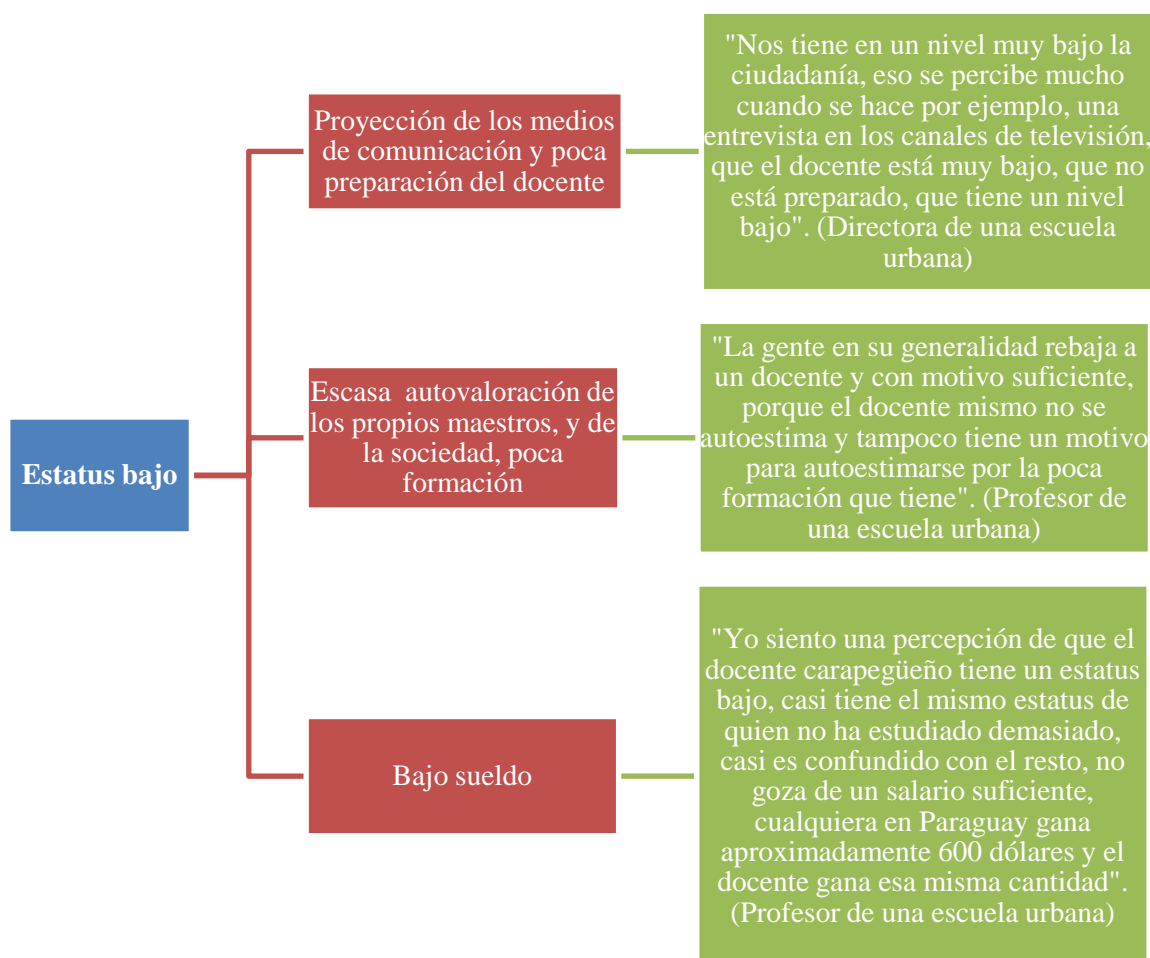 Estatus bajo
Proyección de los medios
de comunicación y poca
preparación del docente
"Nos tiene en un nivel muy bajo la
ciudadanía, eso se percibe mucho
cuando se hace por ejemplo, una
entrevista en los canales de televisión,
que el docente está muy bajo, que no
está preparado, que tiene un nivel
bajo". (Directora de una escuela
urbana)
Escasa  autovaloración de
los propios maestros, y de
la sociedad, poca
formación
"La gente en su generalidad rebaja a
un docente y con motivo suficiente,
porque el docente mismo no se
autoestima y tampoco tiene un motivo
para autoestimarse por la poca
formación que tiene". (Profesor de
una escuela urbana)
Bajo sueldo
"Yo siento una percepción de que el
docente carapegüeño tiene un estatus
bajo, casi tiene el mismo estatus de
quien no ha estudiado demasiado,
casi es confundido con el resto, no
goza de un salario suficiente,
cualquiera en Paraguay gana
aproximadamente 600 dólares y el
docente gana esa misma cantidad".
(Profesor de una escuela urbana)